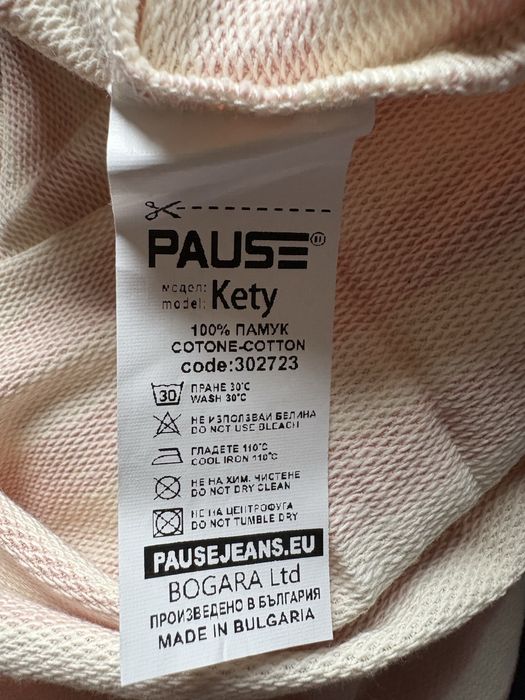 PAUSE
модел:
model: Kety
100% ПАМУК
COTONE-COTTON
code:302723
30 ПРАНЕ 30°C
WASH 30°C
НЕ ИЗПОЛЗВАЙ БЕЛИНА
DO NOT USE BLEACH
ГЛАДЕТЕ 110°C
COOL IRON 110°C
НЕ НА ХИМ. ЧИСТЕНЕ
DO NOT DRY CLEAN
НЕ НА ЦЕНТРОФУГА
DO NOT TUMBLE DRY
PAUSEJEANS.EU
BOGARA Ltd
ПРОИЗВЕДЕНО В БЪЛГАРИЯ
MADE IN BULGARIA